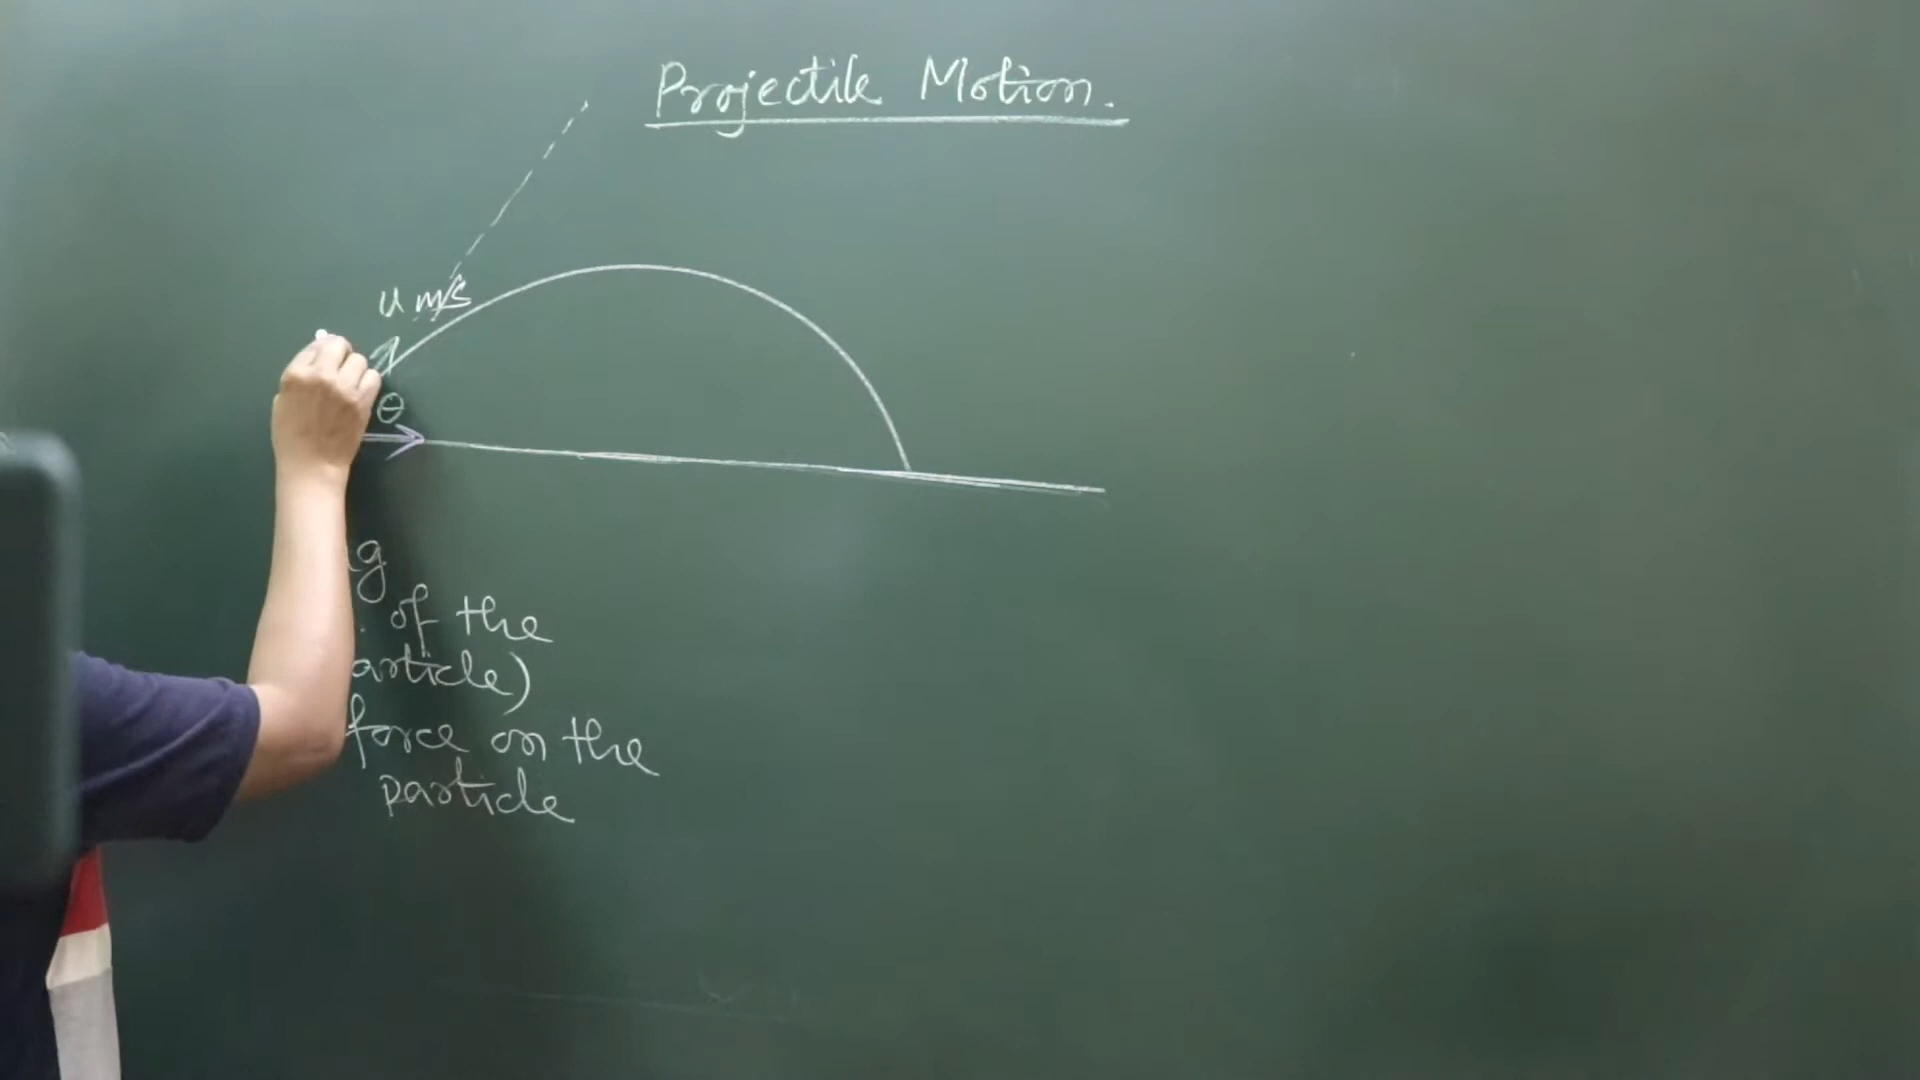 Projectile Motion.
u m/s
θ
g
of the
article)
force on the
particle